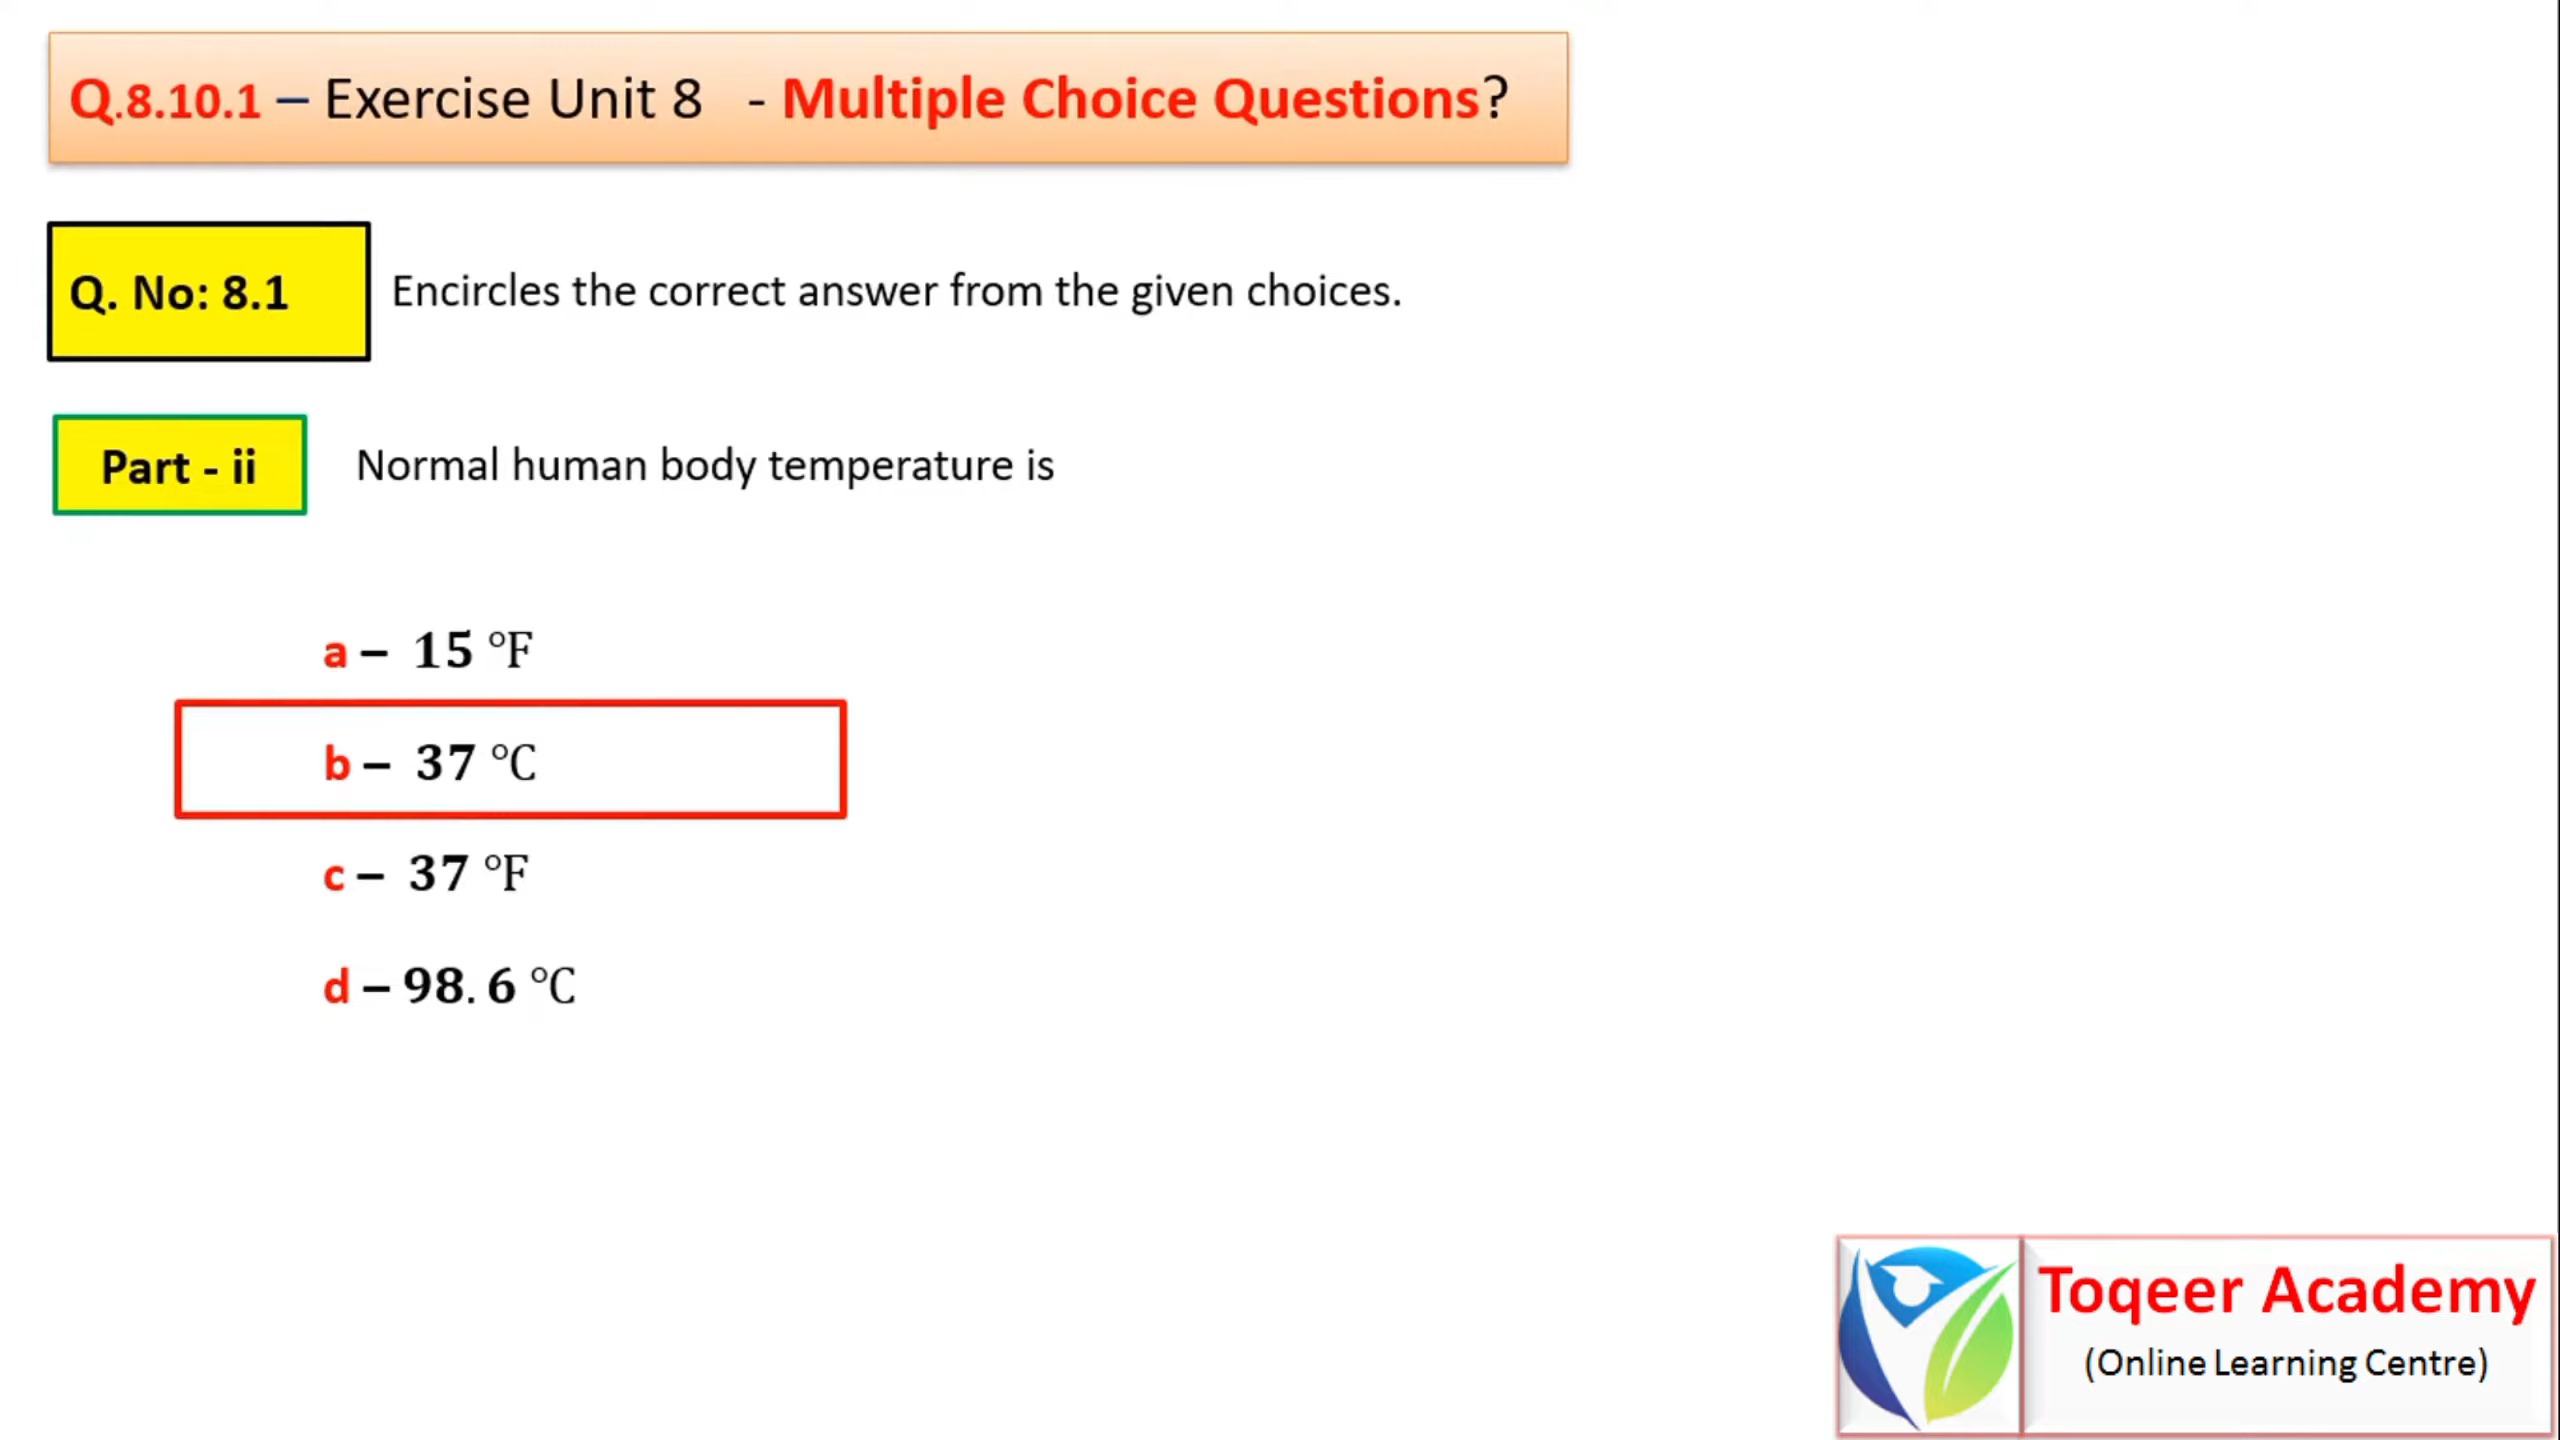 Q.8.10.1 – Exercise Unit 8 - Multiple Choice Questions?
Q. No: 8.1 Encircles the correct answer from the given choices.
Part - ii Normal human body temperature is
a – 15 °F
b – 37 °C
c – 37 °F
d – 98.6 °C
Toqeer Academy
(Online Learning Centre)